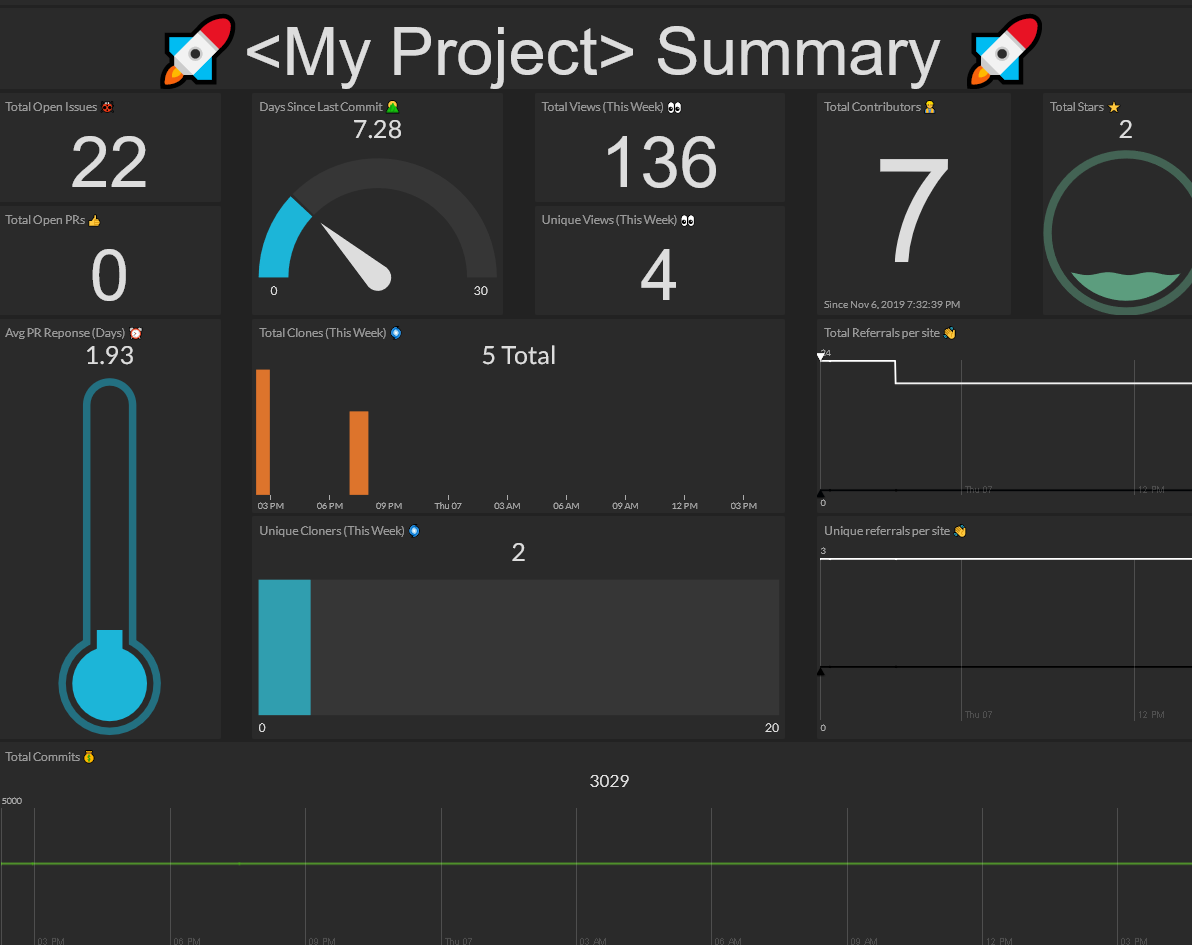 <My Project> Summary
Total Open Issues
22
Total Open PRs
0
Avg PR Reponse (Days)
1.93
Days Since Last Commit
7.28
0
30
Total Views (This Week)
136
Unique Views (This Week)
4
Total Contributors
7
Since Nov 6, 2019 7:32:39 PM
Total Stars
2
Total Clones (This Week)
5 Total
03 PM 06 PM 09 PM Thu 07 03 AM 06 AM 09 AM 12 PM 03 PM
Unique Cloners (This Week)
2
0
20
Total Referrals per site
24
Thu 07 12 PM
0
Unique referrals per site
3
Thu 07 12 PM
0
Total Commits
3029
5000
03 PM 06 PM 09 PM Thu 07 03 AM 06 AM 09 AM 12 PM 03 PM